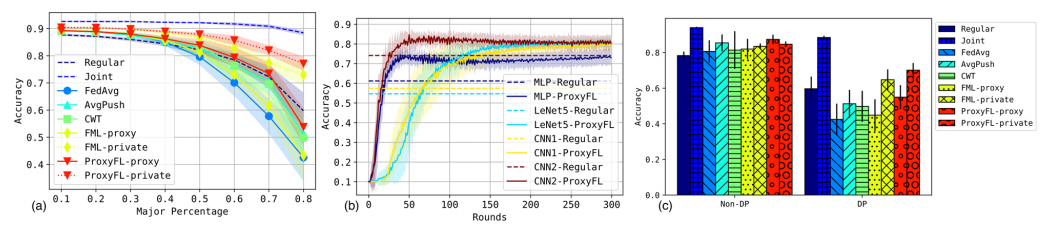 Accuracy
0.9
0.8
0.7
0.6
0.5
0.4
Regular
Joint
FedAvg
AvgPush
CWT
FML-proxy
FML-private
ProxyFL-proxy
ProxyFL-private
0.1 0.2 0.3 0.4 0.5 0.6 0.7 0.8
Major Percentage
(a)
Accuracy
0.9
0.8
0.7
0.6
0.5
0.4
0.3
0.2
0.1
0.0
MLP-Regular
MLP-ProxyFL
LeNet5-Regular
LeNet5-ProxyFL
CNN1-Regular
CNN1-ProxyFL
CNN2-Regular
CNN2-ProxyFL
0 50 100 150 200 250 300
Rounds
(b)
Accuracy
0.8
0.6
0.4
0.2
0.0
Non-DP DP
(c)
Regular
Joint
FedAvg
AvgPush
CWT
FML-proxy
FML-private
ProxyFL-proxy
ProxyFL-private